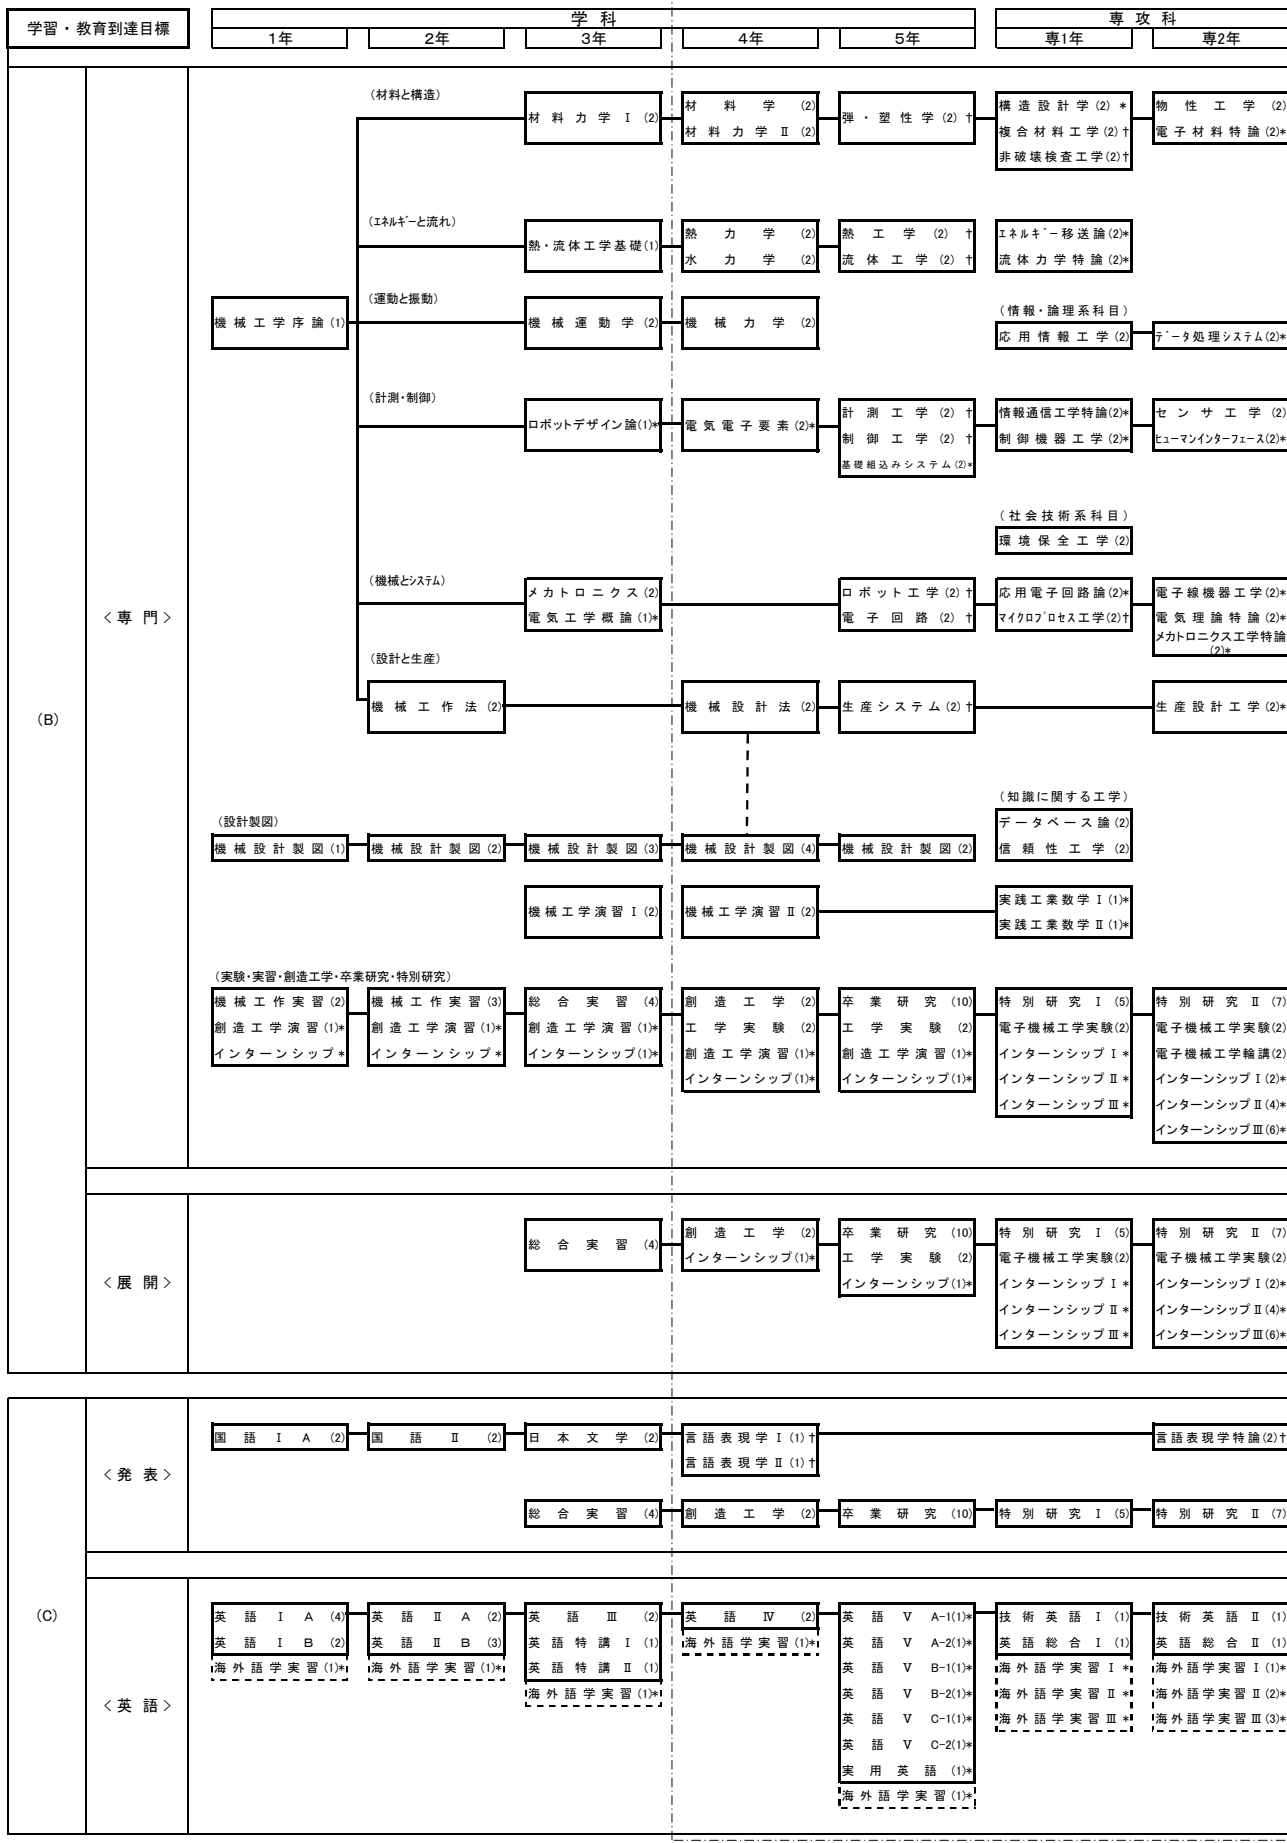 学習・教育到達目標
学 科
専 攻 科
1年 2年 3年 4年 5年 専1年 専2年
(B)
<専 門>
(材料と構造)
材料力学Ⅰ(2)
材料学(2)
材料力学Ⅱ(2)
弾・塑性学(2)†
構造設計学(2)*
複合材料工学(2)†
非破壊検査工学(2)†
物性工学(2)
電子材料特論(2)*
(エネルギーと流れ)
熱・流体工学基礎(1)
熱力学(2)
水力学(2)
熱工学(2)†
流体工学(2)†
エネルギー移送論(2)*
流体力学特論(2)*
機械工学序論(1)
(運動と振動)
機械運動学(2)
機械力学(2)
(情報・論理系科目)
応用情報工学(2)
データ処理システム(2)*
(計測・制御)
ロボットデザイン論(1)*
電気電子要素(2)*
計測工学(2)†
制御工学(2)†
基礎組込みシステム(2)*
情報通信工学特論(2)*
制御機器工学(2)*
センサ工学(2)
ヒューマンインターフェース(2)*
(社会技術系科目)
環境保全工学(2)
(機械とシステム)
メカトロニクス(2)
電気工学概論(1)*
ロボット工学(2)†
電子回路(2)†
応用電子回路論(2)*
マイクロプロセス工学(2)†
電子線機器工学(2)*
電気理論特論(2)*
メカトロニクス工学特論
(2)*
(設計と生産)
機械工作法(2)
機械設計法(2)
生産システム(2)†
生産設計工学(2)*
(知識に関する工学)
データベース論(2)
信頼性工学(2)
(設計製図)
機械設計製図(1)
機械設計製図(2)
機械設計製図(3)
機械設計製図(4)
機械設計製図(2)
機械工学演習Ⅰ(2)
機械工学演習Ⅱ(2)
実践工業数学Ⅰ(1)*
実践工業数学Ⅱ(1)*
(実験・実習・創造工学・卒業研究・特別研究)
機械工作実習(2)
創造工学演習(1)*
インターンシップ*
機械工作実習(3)
創造工学演習(1)*
インターンシップ*
総合実習(4)
創造工学演習(1)*
インターンシップ(1)*
創造工学(2)
工学実験(2)
創造工学演習(1)*
インターンシップ(1)*
卒業研究(10)
工学実験(2)
創造工学演習(1)*
インターンシップ(1)*
特別研究Ⅰ(5)
電子機械工学実験(2)
インターンシップⅠ*
インターンシップⅡ*
インターンシップⅢ*
特別研究Ⅱ(7)
電子機械工学実験(2)
電子機械工学輪講(2)
インターンシップⅠ(2)*
インターンシップⅡ(4)*
インターンシップⅢ(6)*
<展 開>
総合実習(4)
創造工学(2)
インターンシップ(1)*
卒業研究(10)
工学実験(2)
インターンシップ(1)*
特別研究Ⅰ(5)
電子機械工学実験(2)
インターンシップⅠ*
インターンシップⅡ*
インターンシップⅢ*
特別研究Ⅱ(7)
電子機械工学実験(2)
インターンシップⅠ(2)*
インターンシップⅡ(4)*
インターンシップⅢ(6)*
(C)
<発 表>
国語ⅠA(2)
国語Ⅱ(2)
日本文学(2)
言語表現学Ⅰ(1)†
言語表現学Ⅱ(1)†
言語表現学特論(2)†
総合実習(4)
創造工学(2)
卒業研究(10)
特別研究Ⅰ(5)
特別研究Ⅱ(7)
<英 語>
英語ⅠA(4)
英語ⅠB(2)
海外語学実習(1)*
英語ⅡA(2)
英語ⅡB(3)
海外語学実習(1)*
英語Ⅲ(2)
英語特講Ⅰ(1)
英語特講Ⅱ(1)
海外語学実習(1)*
英語Ⅳ(2)
海外語学実習(1)*
英語ⅤA-1(1)*
英語ⅤA-2(1)*
英語ⅤB-1(1)*
英語ⅤB-2(1)*
英語ⅤC-1(1)*
英語ⅤC-2(1)*
実用英語(1)*
海外語学実習(1)*
技術英語Ⅰ(1)
英語総合Ⅰ(1)
海外語学実習Ⅰ*
海外語学実習Ⅱ*
海外語学実習Ⅲ*
技術英語Ⅱ(1)
英語総合Ⅱ(1)
海外語学実習Ⅰ(1)*
海外語学実習Ⅱ(2)*
海外語学実習Ⅲ(3)*